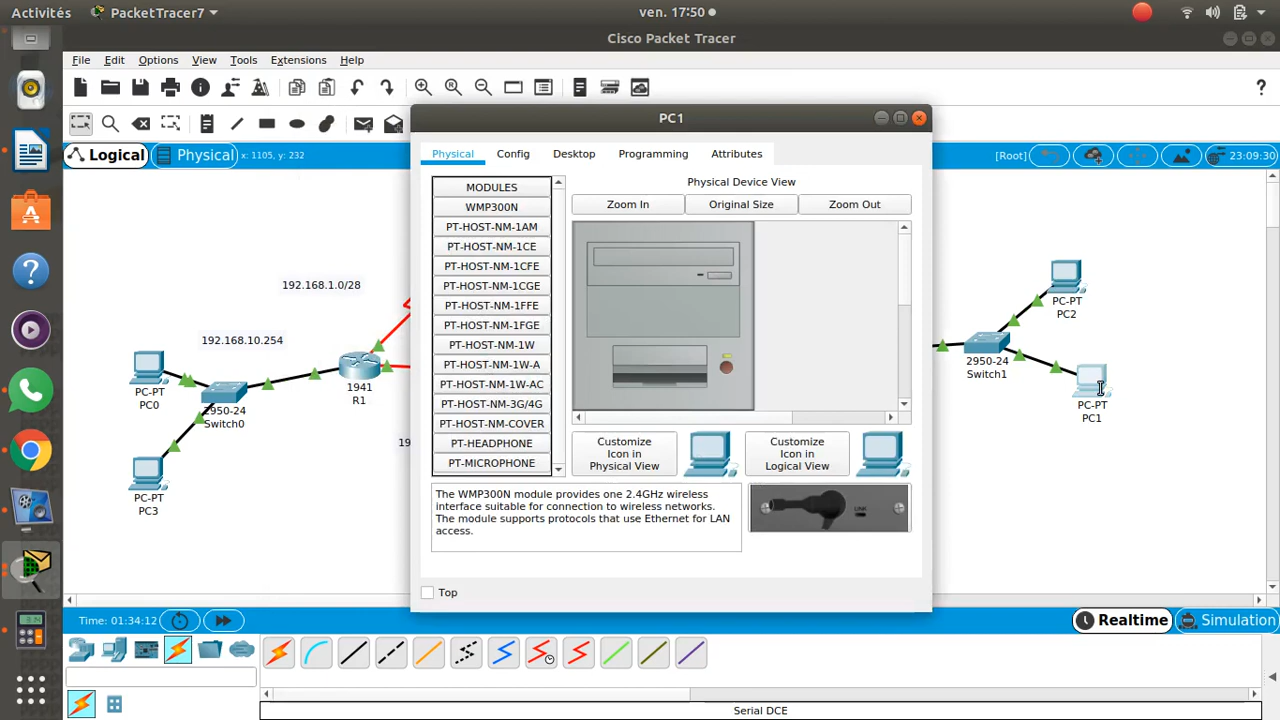 Activités
PacketTracer7
ven. 17:50
Cisco Packet Tracer
File Edit Options View Tools Extensions Help
?
PC1
Logical
Physical
x: 1105, y: 232
[Root]
23:09:30
Physical Config Desktop Programming Attributes
MODULES
WMP300N
PT-HOST-NM-1AM
PT-HOST-NM-1CE
PT-HOST-NM-1CFE
PT-HOST-NM-1CGE
PT-HOST-NM-1FFE
PT-HOST-NM-1FGE
PT-HOST-NM-1W
PT-HOST-NM-1W-A
PT-HOST-NM-1W-AC
PT-HOST-NM-3G/4G
PT-HOST-NM-COVER
PT-HEADPHONE
PT-MICROPHONE
Physical Device View
Zoom In
Original Size
Zoom Out
Customize
Icon in
Physical View
Customize
Icon in
Logical View
The WMP300N module provides one 2.4GHz wireless
interface suitable for connection to wireless networks.
The module supports protocols that use Ethernet for LAN
access.
LINK
Top
192.168.1.0/28
192.168.10.254
PC-PT
PC0
2950-24
Switch0
1941
R1
19
PC-PT
PC3
PC-PT
PC2
2950-24
Switch1
PC-PT
PC1
Time: 01:34:12
Realtime
Simulation
Serial DCE